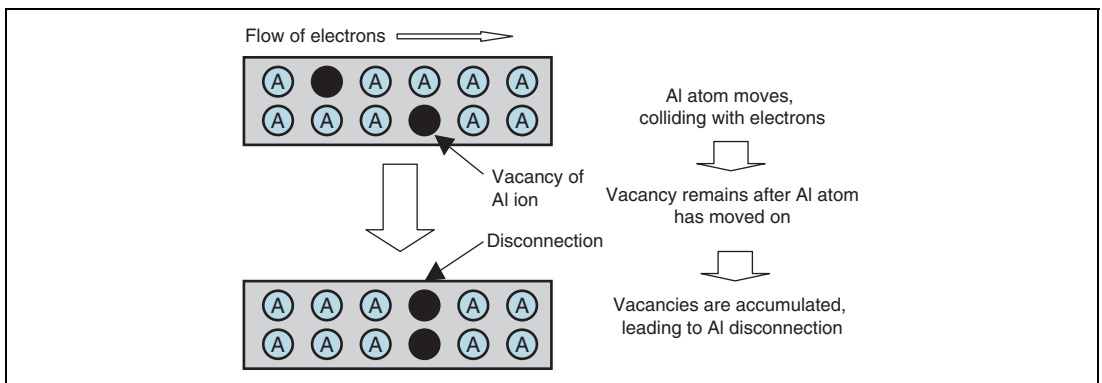 Flow of electrons
A A A A A
A A A A A
Vacancy of
Al ion
Disconnection
A A A A A
A A A A A
Al atom moves,
colliding with electrons
Vacancy remains after Al atom
has moved on
Vacancies are accumulated,
leading to Al disconnection